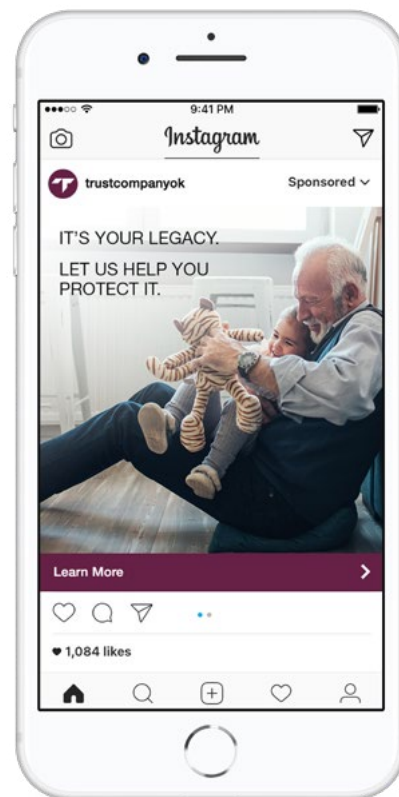 9:41 PM
Instagram
trustcompanyok
Sponsored
IT'S YOUR LEGACY.
LET US HELP YOU
PROTECT IT.
Learn More
1,084 likes